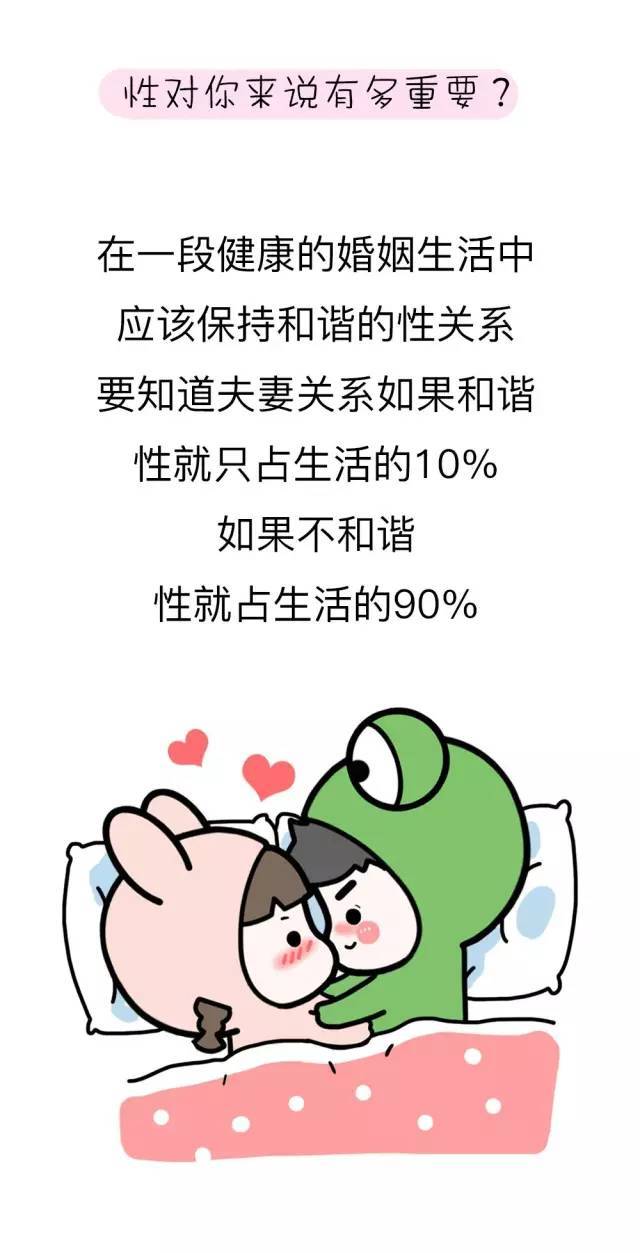 性对你来说有多重要？
在一段健康的婚姻生活中
应该保持和谐的性关系
要知道夫妻关系如果和谐
性就只占生活的10%
如果不和谐
性就占生活的90%